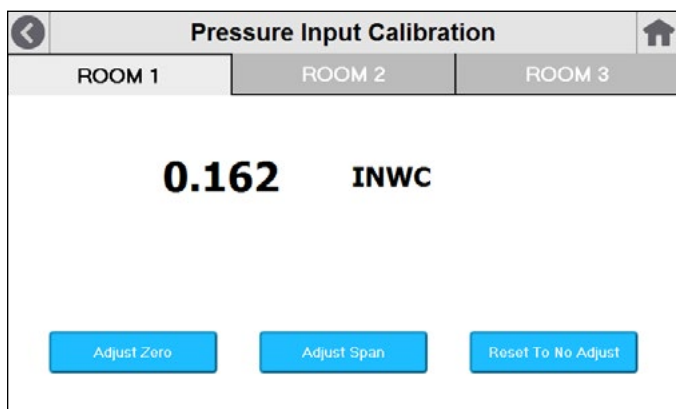 Pressure Input Calibration
ROOM 1 ROOM 2 ROOM 3
0.162 INWC
Adjust Zero Adjust Span Reset To No Adjust